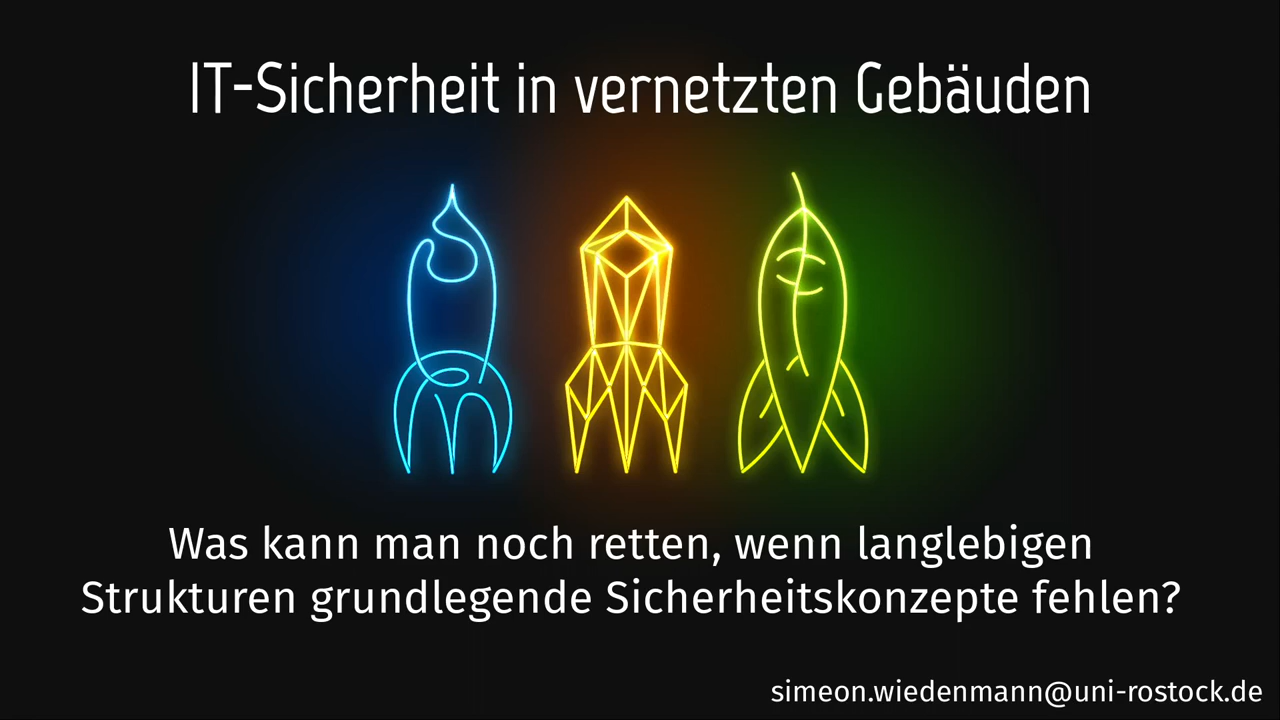 IT-Sicherheit in vernetzten Gebäuden
Was kann man noch retten, wenn langlebigen
Strukturen grundlegende Sicherheitskonzepte fehlen?
simeon.wiedenmann@uni-rostock.de